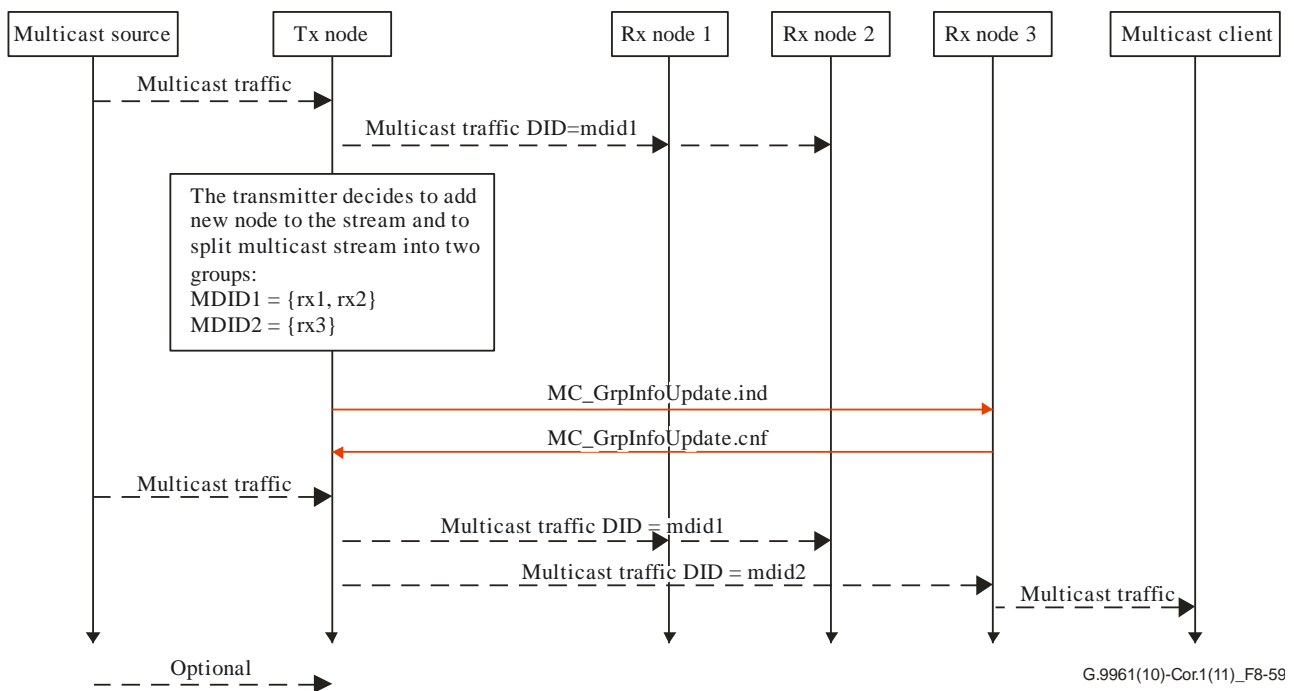 Multicast source
Tx node
Rx node 1
Rx node 2
Rx node 3
Multicast client
Multicast traffic
Multicast traffic DID=mdid1
The transmitter decides to add
new node to the stream and to
split multicast stream into two
groups:
MDID1 = {rx1, rx2}
MDID2 = {rx3}
MC_GrpInfoUpdate.ind
MC_GrpInfoUpdate.cnf
Multicast traffic
Multicast traffic DID = mdid1
Multicast traffic DID = mdid2
Multicast traffic
Optional
G.9961(10)-Cor.1(11)_F8-59